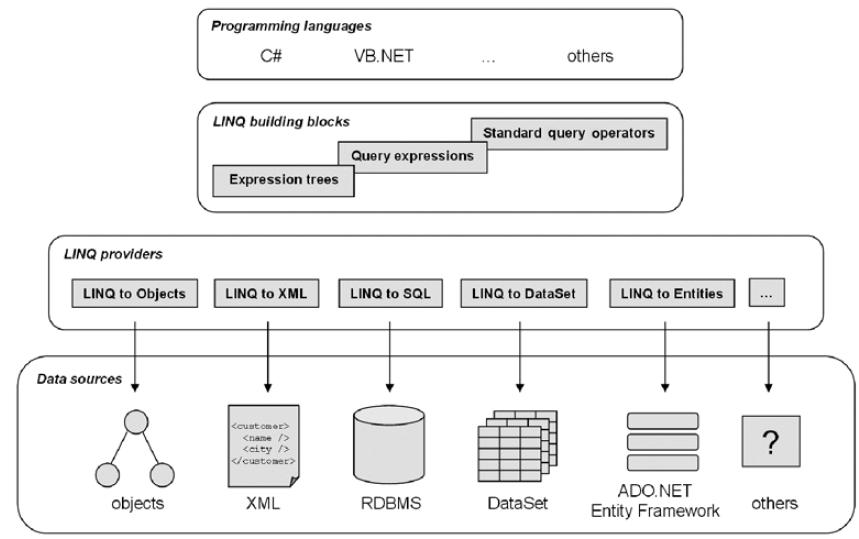 Programming languages
C# VB.NET ... others
LINQ building blocks
Standard query operators
Query expressions
Expression trees
LINQ providers
LINQ to Objects LINQ to XML LINQ to SQL LINQ to DataSet LINQ to Entities ...
Data sources
<customer>
<name />
<city />
</customer>
?
objects XML RDBMS DataSet ADO.NET others
Entity Framework